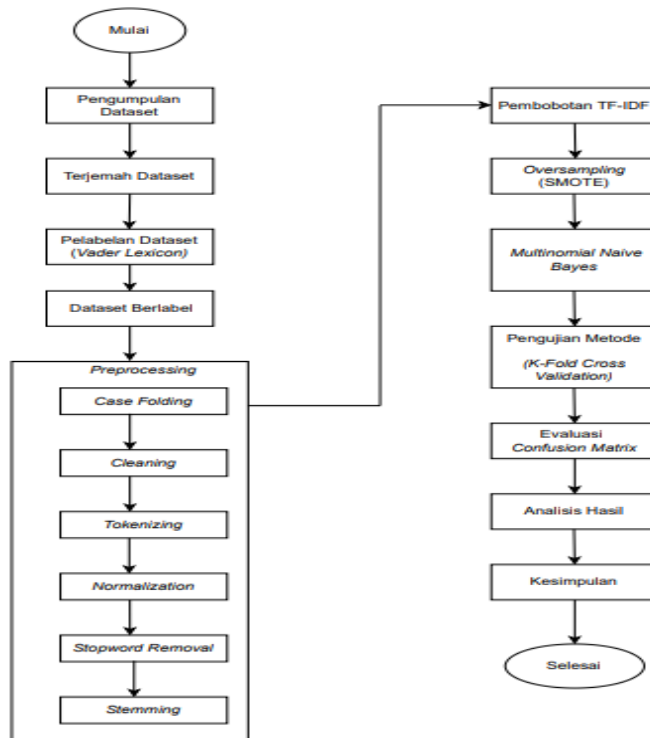 Mulai
Pengumpulan
Dataset
Terjemah Dataset
Pelabelan Dataset
(Vader Lexicon)
Dataset Berlabel
Preprocessing
Case Folding
Cleaning
Tokenizing
Normalization
Stopword Removal
Stemming
Pembobotan TF-IDF
Oversampling
(SMOTE)
Multinomial Naive
Bayes
Pengujian Metode
(K-Fold Cross
Validation)
Evaluasi
Confusion Matrix
Analisis Hasil
Kesimpulan
Selesai